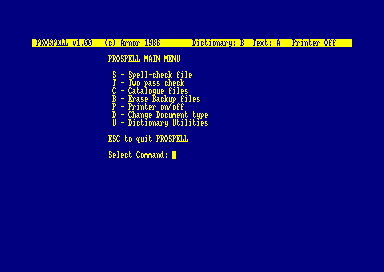 PROSPELL v1.00 (c) Arnor 1986 Dictionary: B Text: A Printer Off
PROSPELL MAIN MENU
S - Spell-check file
T - Two pass check
C - Catalogue files
B - Erase Backup files
P - Printer on/off
D - Change Document type
U - Dictionary Utilities
ESC to quit PROSPELL
Select Command: